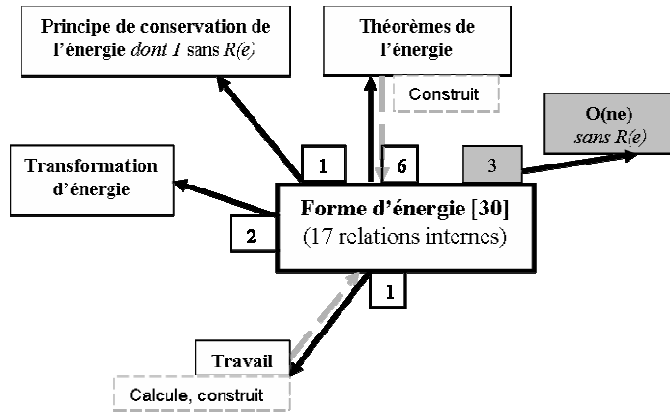 Principe de conservation de
l’énergie dont 1 sans R(e)
Théorèmes de
l’énergie
Construit
O(ne)
sans R(e)
Transformation
d’énergie
1
6
3
Forme d’énergie [30]
(17 relations internes)
2
1
Travail
Calcule, construit